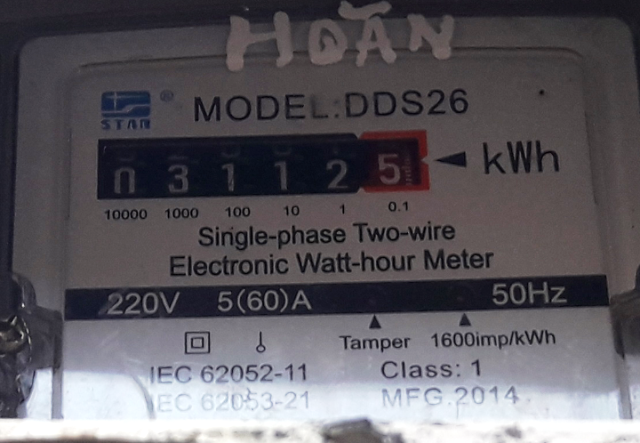 HOÃN
STAR ®
MODEL:DDS26
0 3 1 1 2 5 kWh
10000 1000 100 10 1 0.1
Single-phase Two-wire
Electronic Watt-hour Meter
220V 5(60)A 50Hz
Tamper 1600imp/kWh
IEC 62052-11 Class: 1
IEC 62053-21 MFG.2014